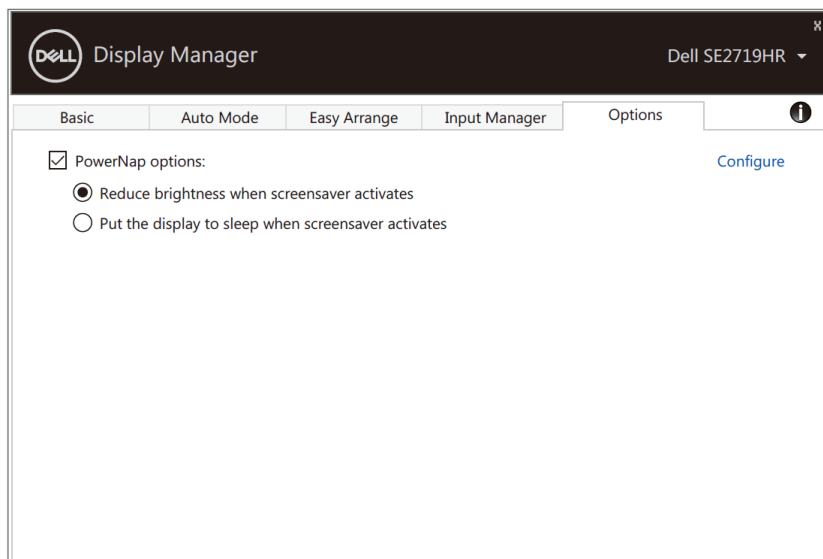 DELL Display Manager
Dell SE2719HR
Basic Auto Mode Easy Arrange Input Manager Options
PowerNap options: Configure
Reduce brightness when screensaver activates
Put the display to sleep when screensaver activates